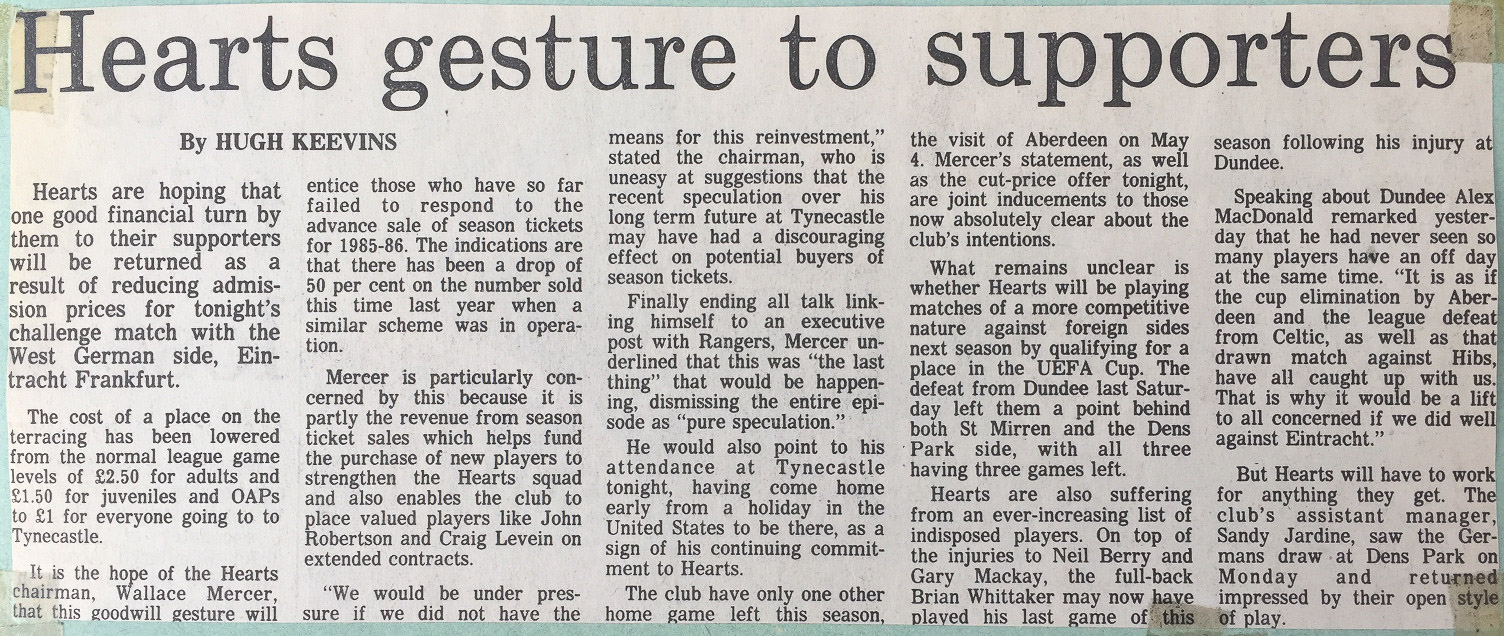 Hearts gesture to supporters
By HUGH KEEVINS
Hearts are hoping that
one good financial turn by
them to their supporters
will be returned as a
result of reducing admis-
sion prices for tonight's
challenge match with the
West German side, Ein-
tracht Frankfurt.
The cost of a place on the
terracing has been lowered
from the normal league game
levels of £2.50 for adults and
£1.50 for juveniles and OAPs
to £1 for everyone going to to
Tynecastle.
It is the hope of the Hearts
chairman, Wallace Mercer,
that this goodwill gesture will
entice those who have so far
failed to respond to the
advance sale of season tickets
for 1985-86. The indications are
that there has been a drop of
50 per cent on the number sold
this time last year when a
similar scheme was in opera-
tion.
Mercer is particularly con-
cerned by this because it is
partly the revenue from season
ticket sales which helps fund
the purchase of new players to
strengthen the Hearts squad
and also enables the club to
place valued players like John
Robertson and Craig Levein on
extended contracts.
"We would be under pres-
sure if we did not have the
means for this reinvestment,"
stated the chairman, who is
uneasy at suggestions that the
recent speculation over his
long term future at Tynecastle
may have had a discouraging
effect on potential buyers of
season tickets.
Finally ending all talk link-
ing himself to an executive
post with Rangers, Mercer un-
derlined that this was "the last
thing" that would be happen-
ing, dismissing the entire epi-
sode as "pure speculation."
He would also point to his
attendance at Tynecastle
tonight, having come home
early from a holiday in the
United States to be there, as a
sign of his continuing commit-
ment to Hearts.
The club have only one other
home game left this season,
the visit of Aberdeen on May
4. Mercer's statement, as well
as the cut-price offer tonight,
are joint inducements to those
now absolutely clear about the
club's intentions.
What remains unclear is
whether Hearts will be playing
matches of a more competitive
nature against foreign sides
next season by qualifying for a
place in the UEFA Cup. The
defeat from Dundee last Satur-
day left them a point behind
both St Mirren and the Dens
Park side, with all three
having three games left.
Hearts are also suffering
from an ever-increasing list of
indisposed players. On top of
the injuries to Neil Berry and
Gary Mackay, the full-back
Brian Whittaker may now have
played his last game of this
season following his injury at
Dundee.
Speaking about Dundee Alex
MacDonald remarked yester-
day that he had never seen so
many players have an off day
at the same time. "It is as if
the cup elimination by Aber-
deen and the league defeat
from Celtic, as well as that
drawn match against Hibs,
have all caught up with us.
That is why it would be a lift
to all concerned if we did well
against Eintracht."
But Hearts will have to work
for anything they get. The
club's assistant manager,
Sandy Jardine, saw the Ger-
mans draw at Dens Park on
Monday and returned
impressed by their open style
of play.